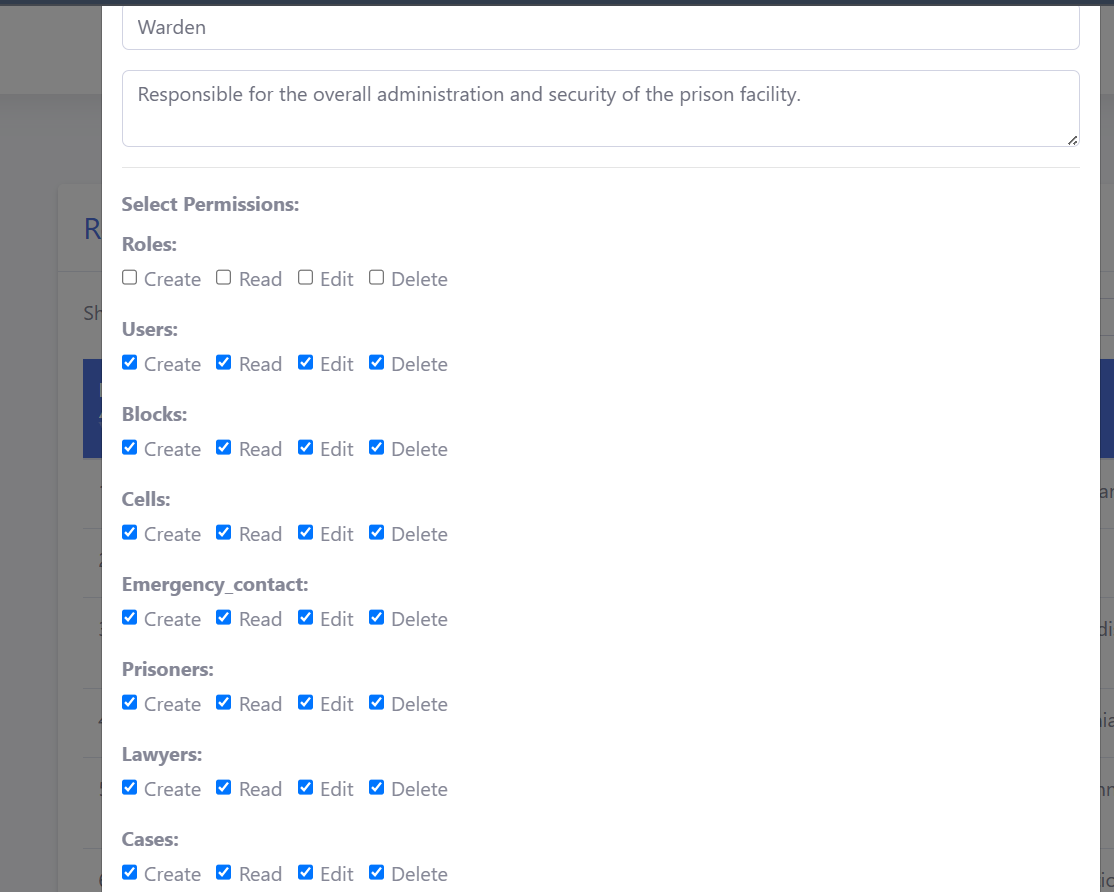 Warden
Responsible for the overall administration and security of the prison facility.
Select Permissions:
Roles:
Create Read Edit Delete
Users:
Create Read Edit Delete
Blocks:
Create Read Edit Delete
Cells:
Create Read Edit Delete
Emergency_contact:
Create Read Edit Delete
Prisoners:
Create Read Edit Delete
Lawyers:
Create Read Edit Delete
Cases:
Create Read Edit Delete